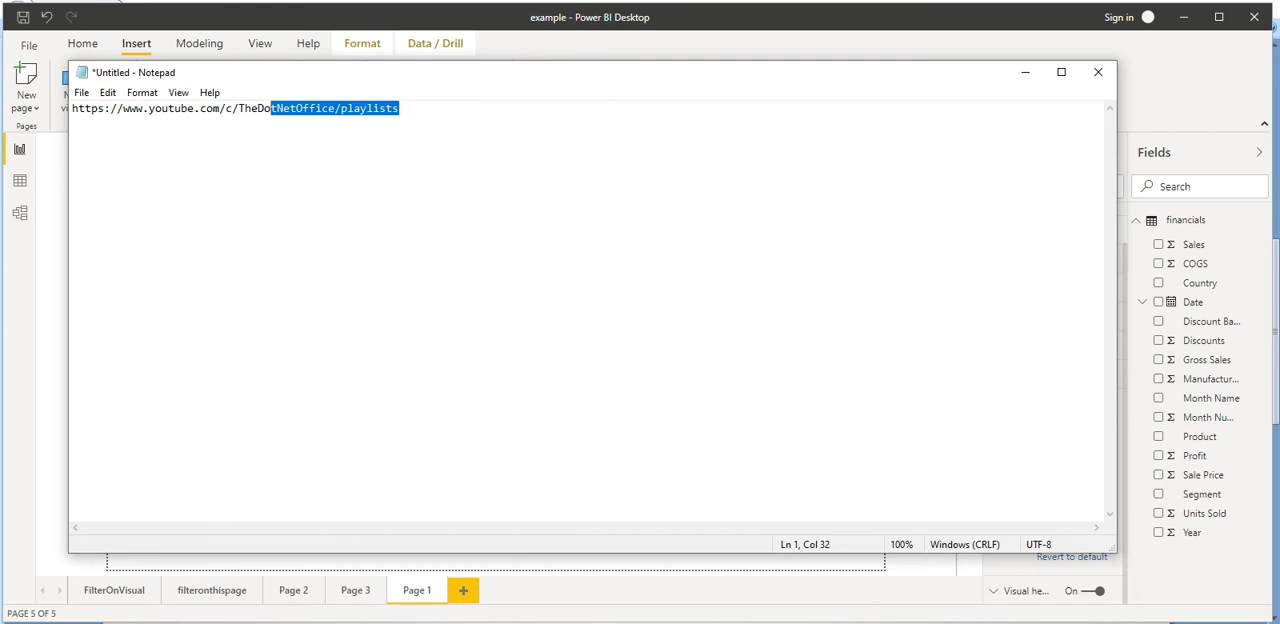 example - Power BI Desktop
Sign in
File
Home
Insert
Modeling
View
Help
Format
Data / Drill
New
page
Pages
*Untitled - Notepad
File
Edit
Format
View
Help
https://www.youtube.com/c/TheDotNetOffice/playlists
Ln 1, Col 32
100%
Windows (CRLF)
UTF-8
Fields
Search
financials
Sales
COGS
Country
Date
Discount Ba...
Discounts
Gross Sales
Manufactur...
Month Name
Month Nu...
Product
Profit
Sale Price
Segment
Units Sold
Year
Revert to default
Visual he...
On
FilterOnVisual
filteronthispage
Page 2
Page 3
Page 1
PAGE 5 OF 5